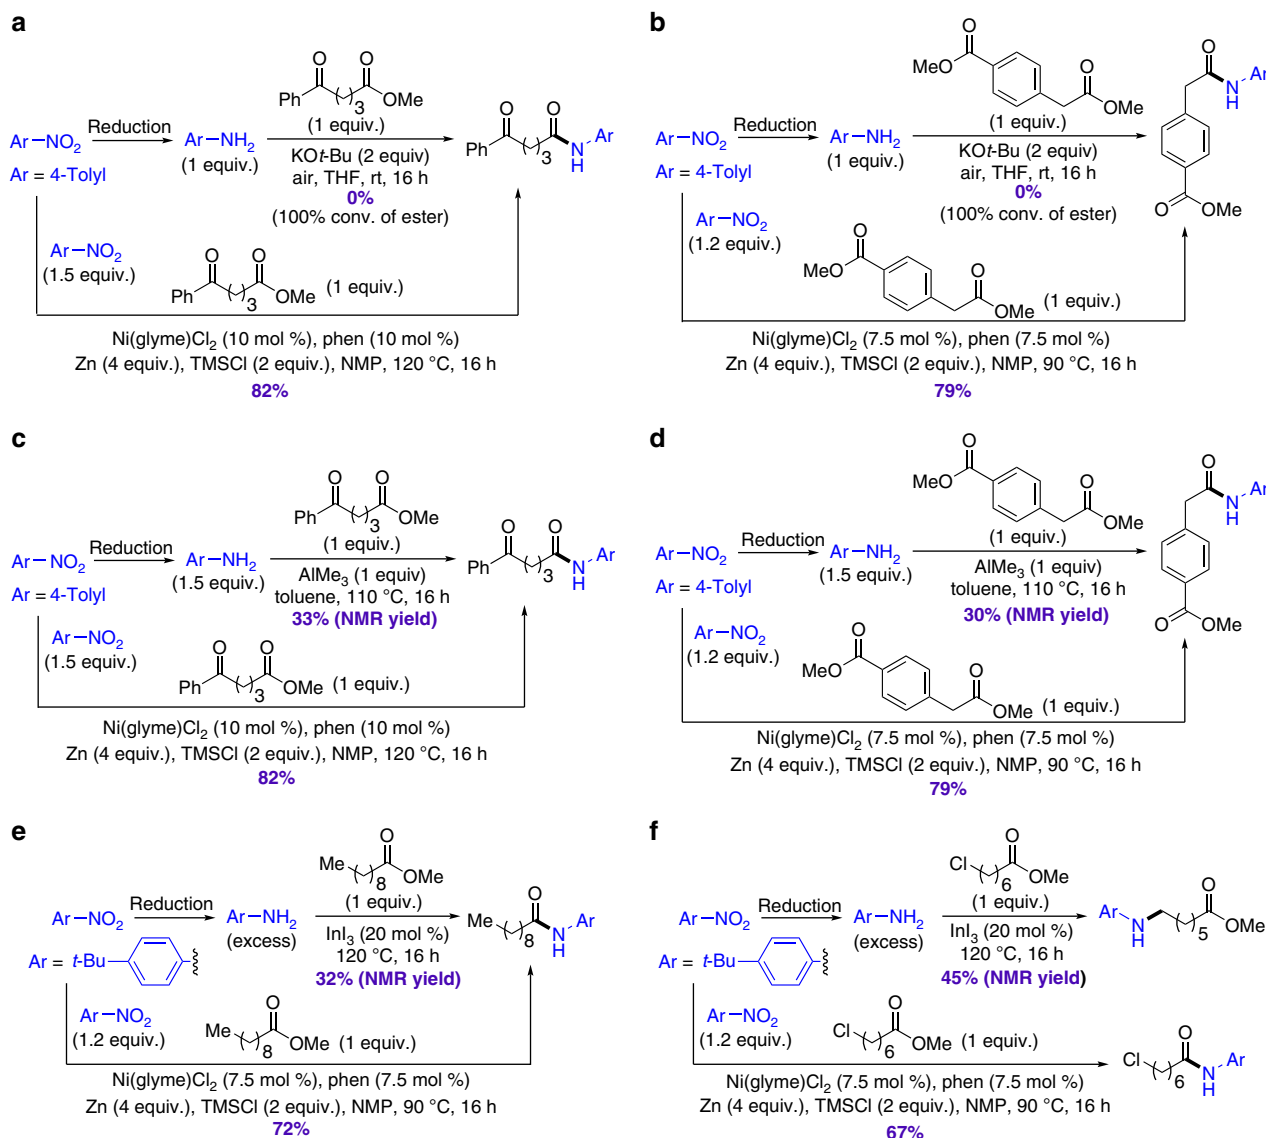 a
O
O
Ph
3
OMe
(1 equiv.)
Ar–NO2
Reduction
Ar–NH2
(1 equiv.)
KOt-Bu (2 equiv)
air, THF, rt, 16 h
0%
(100% conv. of ester)
O
O
Ph
3
N
H
Ar
Ar = 4-Tolyl
Ar–NO2
(1.5 equiv.)
O
O
Ph
3
OMe
(1 equiv.)
Ni(glyme)Cl2 (10 mol %), phen (10 mol %)
Zn (4 equiv.), TMSCl (2 equiv.), NMP, 120 °C, 16 h
82%
b
O
MeO
O
OMe
(1 equiv.)
Ar–NO2
Reduction
Ar–NH2
(1 equiv.)
KOt-Bu (2 equiv)
air, THF, rt, 16 h
0%
(100% conv. of ester)
O
N
H
Ar
O
OMe
Ar = 4-Tolyl
Ar–NO2
(1.2 equiv.)
O
MeO
O
OMe
(1 equiv.)
Ni(glyme)Cl2 (7.5 mol %), phen (7.5 mol %)
Zn (4 equiv.), TMSCl (2 equiv.), NMP, 90 °C, 16 h
79%
c
O
O
Ph
3
OMe
(1 equiv.)
Ar–NO2
Reduction
Ar–NH2
(1.5 equiv.)
AlMe3 (1 equiv)
toluene, 110 °C, 16 h
33% (NMR yield)
O
O
Ph
3
N
H
Ar
Ar = 4-Tolyl
Ar–NO2
(1.5 equiv.)
O
O
Ph
3
OMe
(1 equiv.)
Ni(glyme)Cl2 (10 mol %), phen (10 mol %)
Zn (4 equiv.), TMSCl (2 equiv.), NMP, 120 °C, 16 h
82%
d
O
MeO
O
OMe
(1 equiv.)
Ar–NO2
Reduction
Ar–NH2
(1.5 equiv.)
AlMe3 (1 equiv)
toluene, 110 °C, 16 h
30% (NMR yield)
O
N
H
Ar
O
OMe
Ar = 4-Tolyl
Ar–NO2
(1.2 equiv.)
O
MeO
O
OMe
(1 equiv.)
Ni(glyme)Cl2 (7.5 mol %), phen (7.5 mol %)
Zn (4 equiv.), TMSCl (2 equiv.), NMP, 90 °C, 16 h
79%
e
O
Me
8
OMe
(1 equiv.)
Ar–NO2
Reduction
Ar–NH2
(excess)
InI3 (20 mol %)
120 °C, 16 h
32% (NMR yield)
O
Me
8
N
H
Ar
Ar = t-Bu
Ar–NO2
(1.2 equiv.)
O
Me
8
OMe
(1 equiv.)
Ni(glyme)Cl2 (7.5 mol %), phen (7.5 mol %)
Zn (4 equiv.), TMSCl (2 equiv.), NMP, 90 °C, 16 h
72%
f
O
Cl
6
OMe
(1 equiv.)
Ar–NO2
Reduction
Ar–NH2
(excess)
InI3 (20 mol %)
120 °C, 16 h
45% (NMR yield)
Ar
N
H
5
O
OMe
Ar = t-Bu
Ar–NO2
(1.2 equiv.)
O
Cl
6
OMe
(1 equiv.)
Ni(glyme)Cl2 (7.5 mol %), phen (7.5 mol %)
Zn (4 equiv.), TMSCl (2 equiv.), NMP, 90 °C, 16 h
67%
O
Cl
6
N
H
Ar